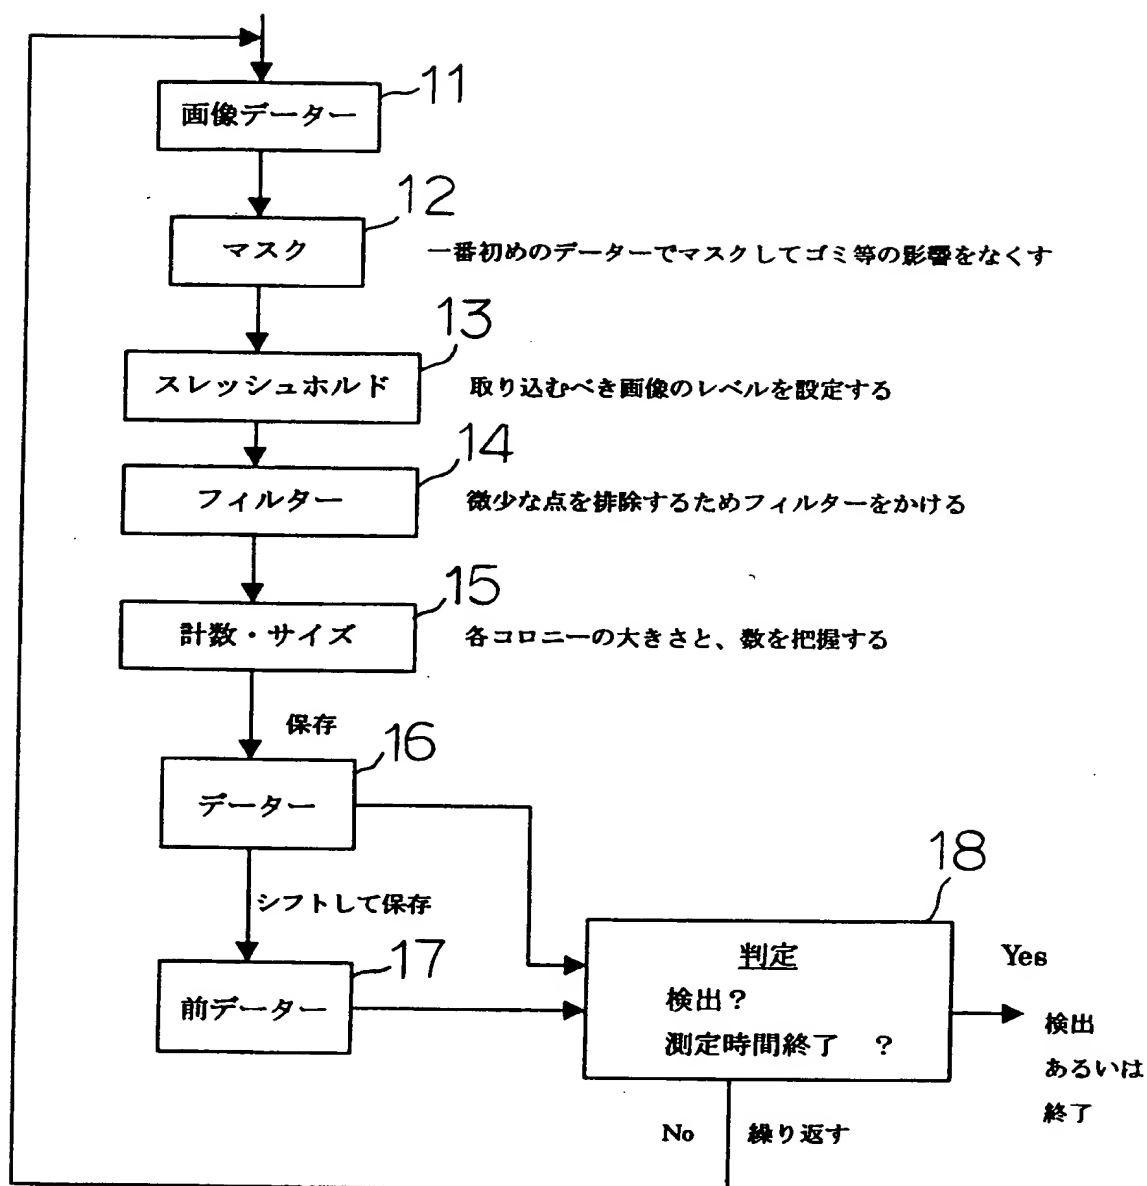 11
画像データー
12
マスク
一番初めのデーターでマスクしてゴミ等の影響をなくす
13
スレッシュホルド
取り込むべき画像のレベルを設定する
14
フィルター
微少な点を排除するためフィルターをかける
15
計数・サイズ
各コロニーの大きさと、数を把握する
保存
16
データー
シフトして保存
17
前データー
18
判定
検出?
測定時間終了 ?
Yes
検出
あるいは
終了
No
繰り返す